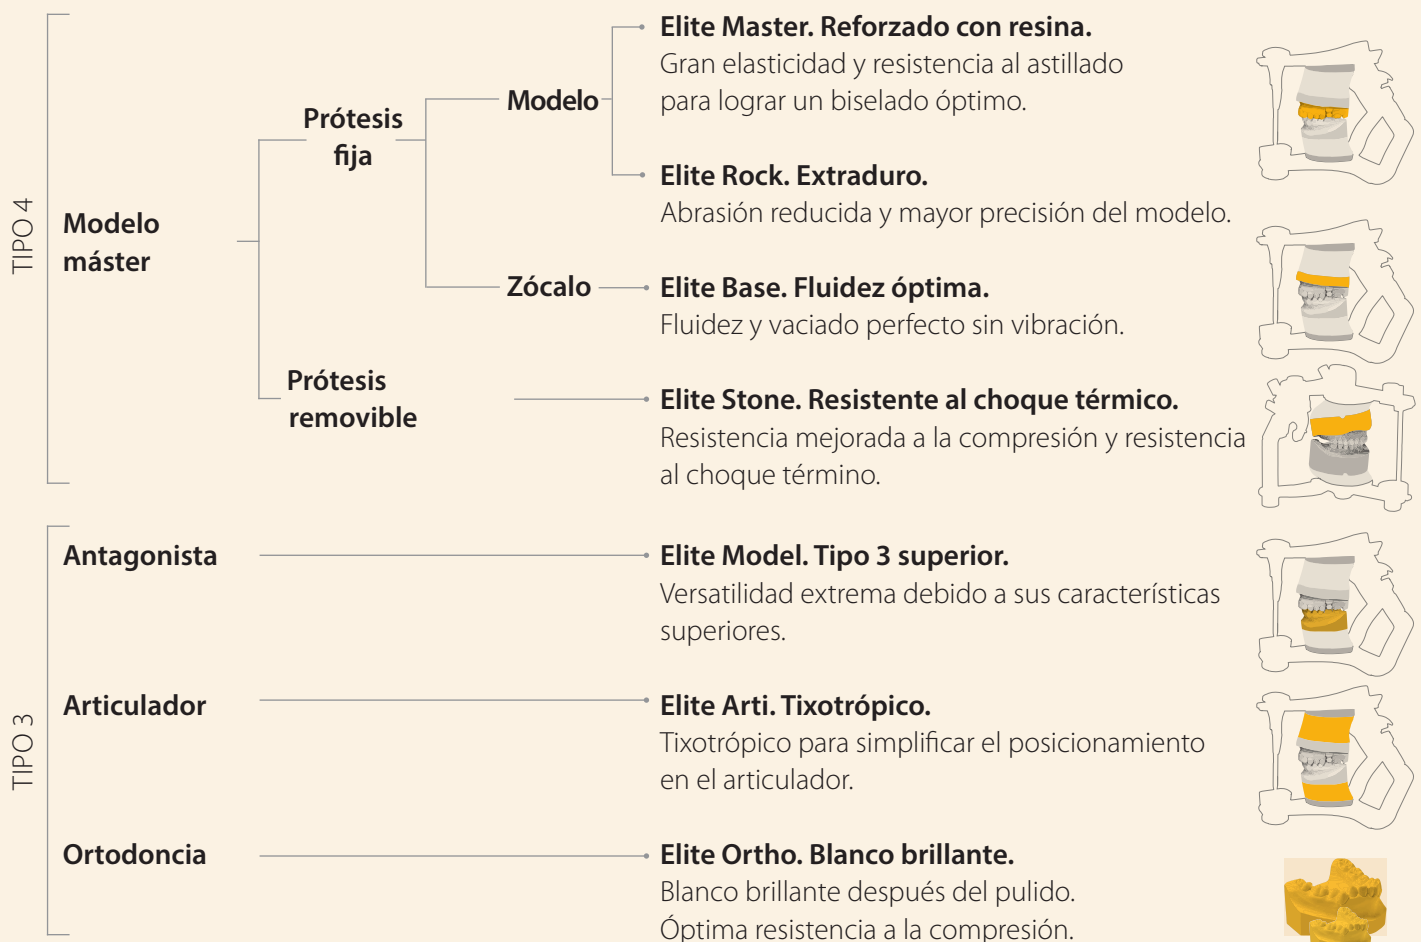 TIPO 4
Modelo
máster
Prótesis
fija
Modelo
Elite Master. Reforzado con resina.
Gran elasticidad y resistencia al astillado
para lograr un biselado óptimo.
Elite Rock. Extraduro.
Abrasión reducida y mayor precisión del modelo.
Zócalo
Elite Base. Fluidez óptima.
Fluidez y vaciado perfecto sin vibración.
Prótesis
removible
Elite Stone. Resistente al choque térmico.
Resistencia mejorada a la compresión y resistencia
al choque término.
TIPO 3
Antagonista
Elite Model. Tipo 3 superior.
Versatilidad extrema debido a sus características
superiores.
Articulador
Elite Arti. Tixotrópico.
Tixotrópico para simplificar el posicionamiento
en el articulador.
Ortodoncia
Elite Ortho. Blanco brillante.
Blanco brillante después del pulido.
Óptima resistencia a la compresión.